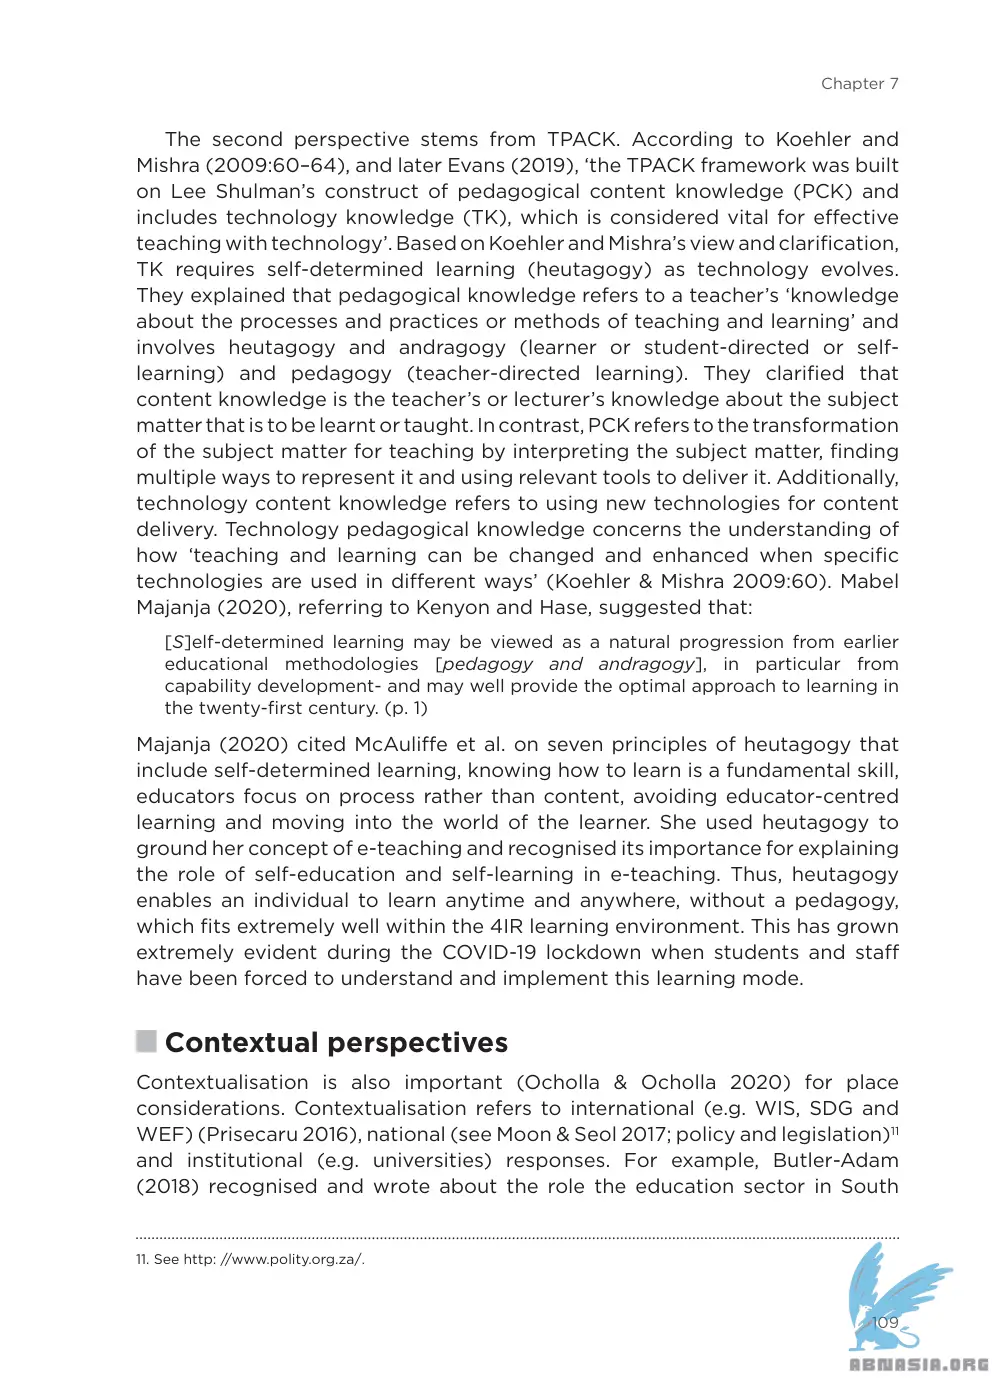 Chapter 7
The second perspective stems from TPACK. According to Koehler and
Mishra (2009:60–64), and later Evans (2019), ‘the TPACK framework was built
on Lee Shulman’s construct of pedagogical content knowledge (PCK) and
includes technology knowledge (TK), which is considered vital for effective
teaching with technology’. Based on Koehler and Mishra’s view and clarification,
TK requires self-determined learning (heutagogy) as technology evolves.
They explained that pedagogical knowledge refers to a teacher’s ‘knowledge
about the processes and practices or methods of teaching and learning’ and
involves heutagogy and andragogy (learner or student-directed or self-
learning) and pedagogy (teacher-directed learning). They clarified that
content knowledge is the teacher’s or lecturer’s knowledge about the subject
matter that is to be learnt or taught. In contrast, PCK refers to the transformation
of the subject matter for teaching by interpreting the subject matter, finding
multiple ways to represent it and using relevant tools to deliver it. Additionally,
technology content knowledge refers to using new technologies for content
delivery. Technology pedagogical knowledge concerns the understanding of
how ‘teaching and learning can be changed and enhanced when specific
technologies are used in different ways’ (Koehler & Mishra 2009:60). Mabel
Majanja (2020), referring to Kenyon and Hase, suggested that:
[S]elf-determined learning may be viewed as a natural progression from earlier
educational methodologies [pedagogy and andragogy], in particular from
capability development- and may well provide the optimal approach to learning in
the twenty-first century. (p. 1)
Majanja (2020) cited McAuliffe et al. on seven principles of heutagogy that
include self-determined learning, knowing how to learn is a fundamental skill,
educators focus on process rather than content, avoiding educator-centred
learning and moving into the world of the learner. She used heutagogy to
ground her concept of e-teaching and recognised its importance for explaining
the role of self-education and self-learning in e-teaching. Thus, heutagogy
enables an individual to learn anytime and anywhere, without a pedagogy,
which fits extremely well within the 4IR learning environment. This has grown
extremely evident during the COVID-19 lockdown when students and staff
have been forced to understand and implement this learning mode.
Contextual perspectives
Contextualisation is also important (Ocholla & Ocholla 2020) for place
considerations. Contextualisation refers to international (e.g. WIS, SDG and
WEF) (Prisecaru 2016), national (see Moon & Seol 2017; policy and legislation)¹¹
and institutional (e.g. universities) responses. For example, Butler-Adam
(2018) recognised and wrote about the role the education sector in South
11. See http: //www.polity.org.za/.
109
ABNASIA.ORG